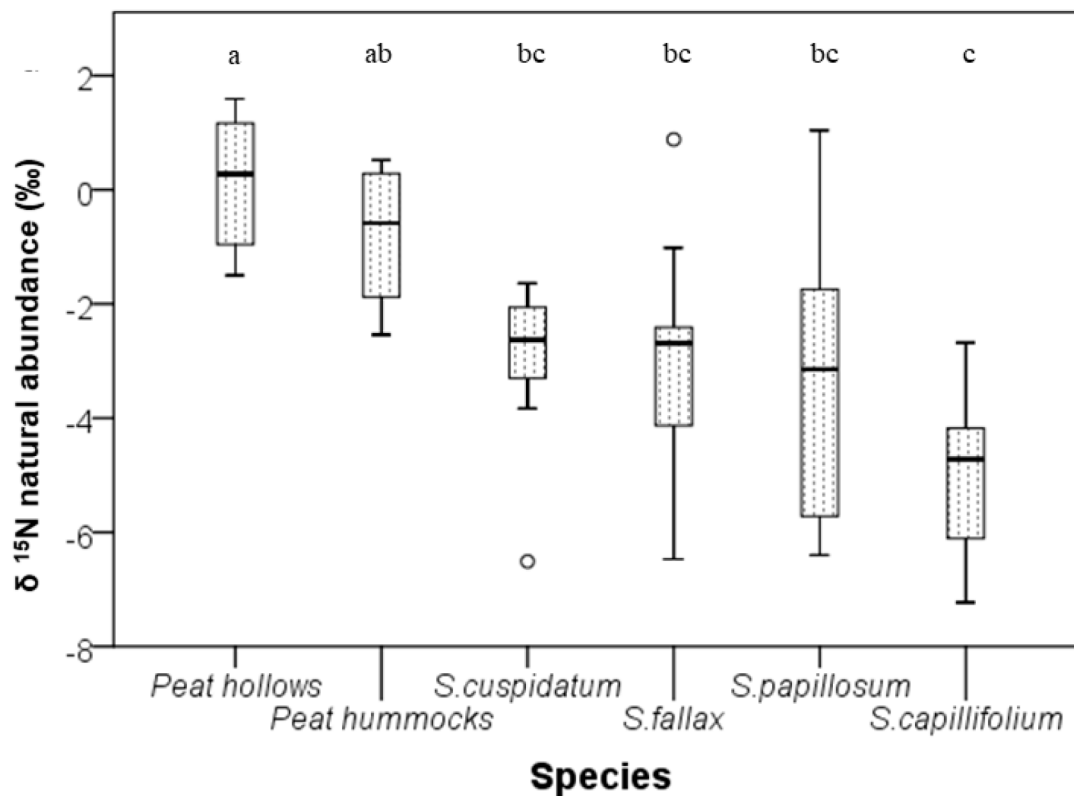 a ab bc bc bc c
2
0
-2
-4
-6
-8
δ ¹⁵N natural abundance (‰)
Peat hollows S.cuspidatum S.papillosum
Peat hummocks S.fallax S.capillifolium
Species